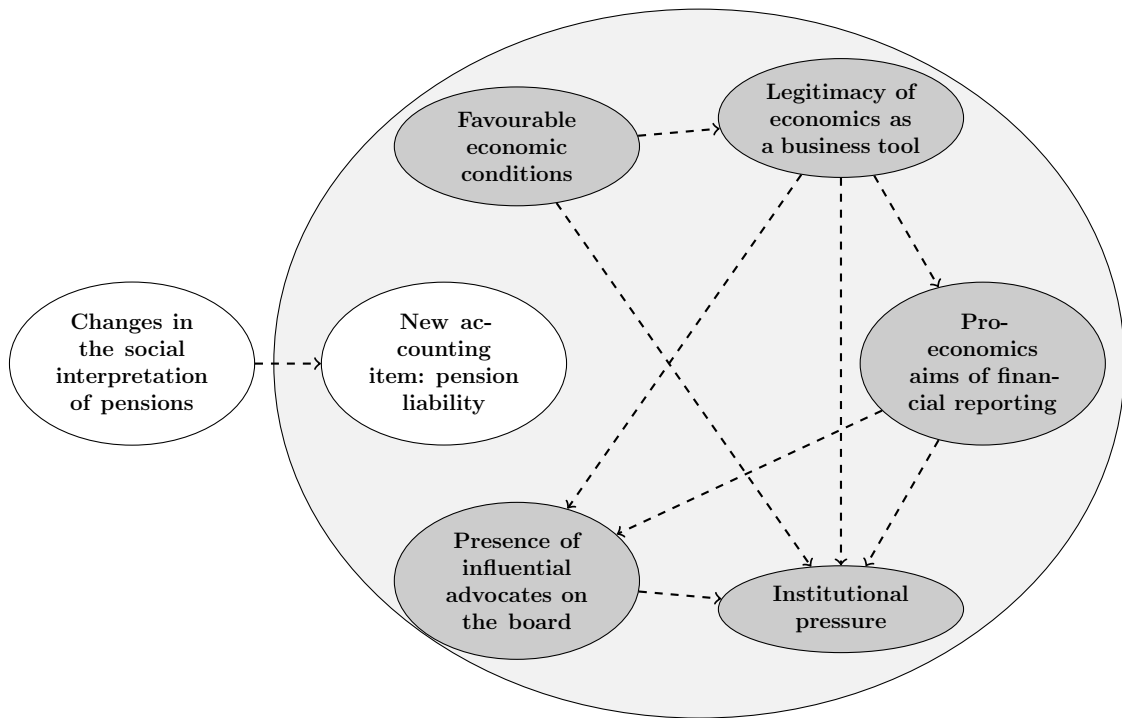 Favourable
economic
conditions
Legitimacy of
economics as
a business tool
Changes in
the social
interpretation
of pensions
New ac-
counting
item: pension
liability
Pro-
economics
aims of finan-
cial reporting
Presence of
influential
advocates on
the board
Institutional
pressure